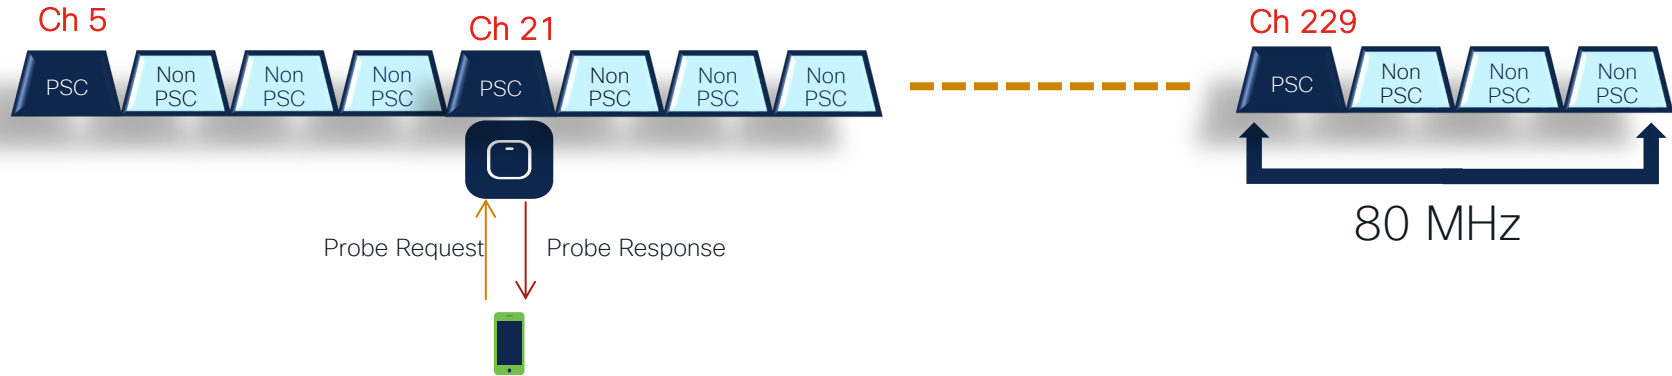 Ch 5
Ch 21
Ch 229
PSC
Non
PSC
Non
PSC
Non
PSC
PSC
Non
PSC
Non
PSC
Non
PSC
PSC
Non
PSC
Non
PSC
Non
PSC
Probe Request
Probe Response
80 MHz